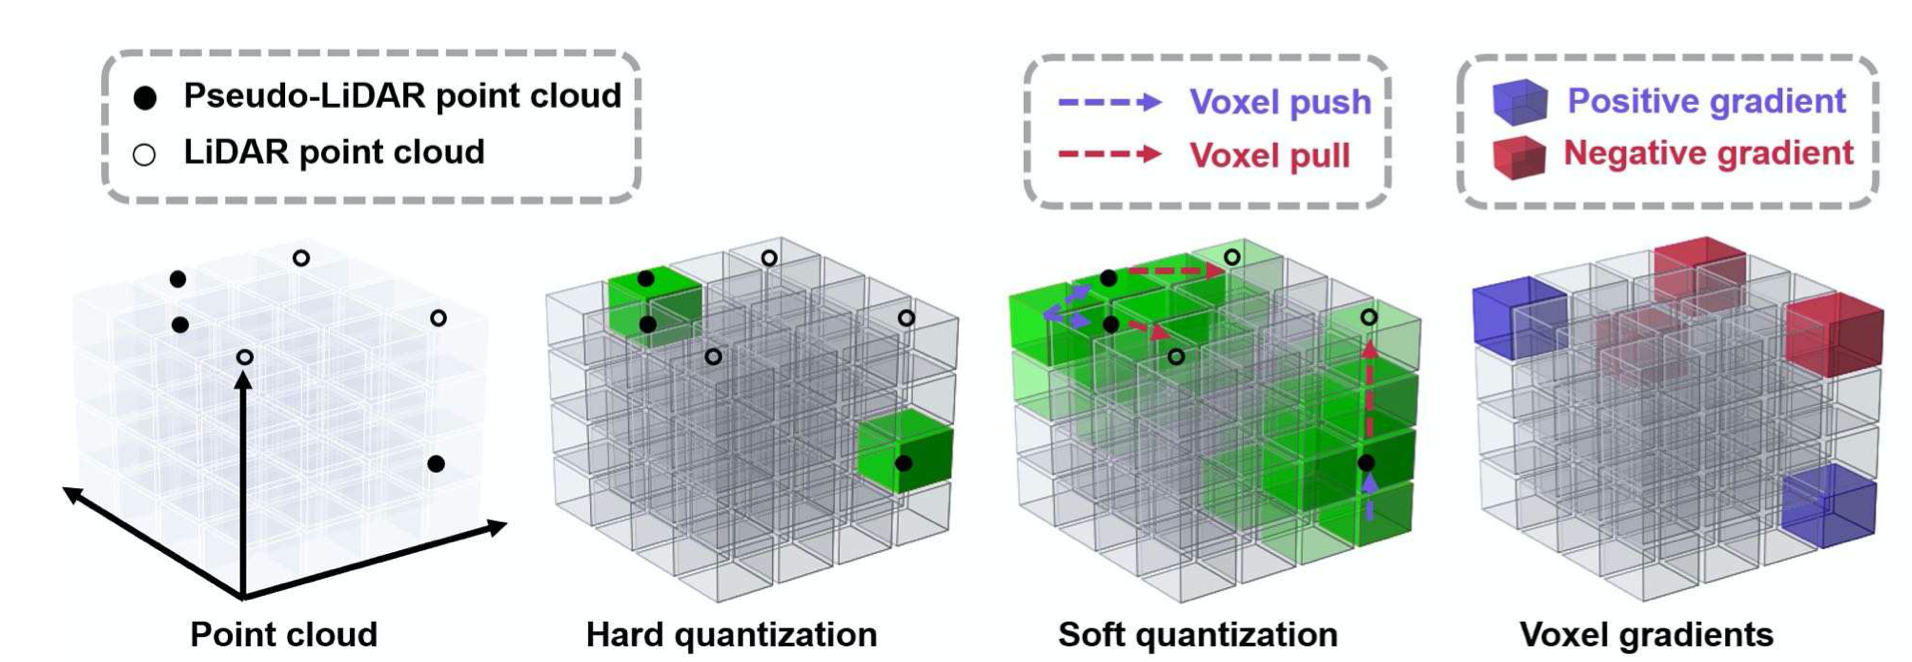 Pseudo-LiDAR point cloud
LiDAR point cloud
Voxel push
Voxel pull
Positive gradient
Negative gradient
Point cloud
Hard quantization
Soft quantization
Voxel gradients